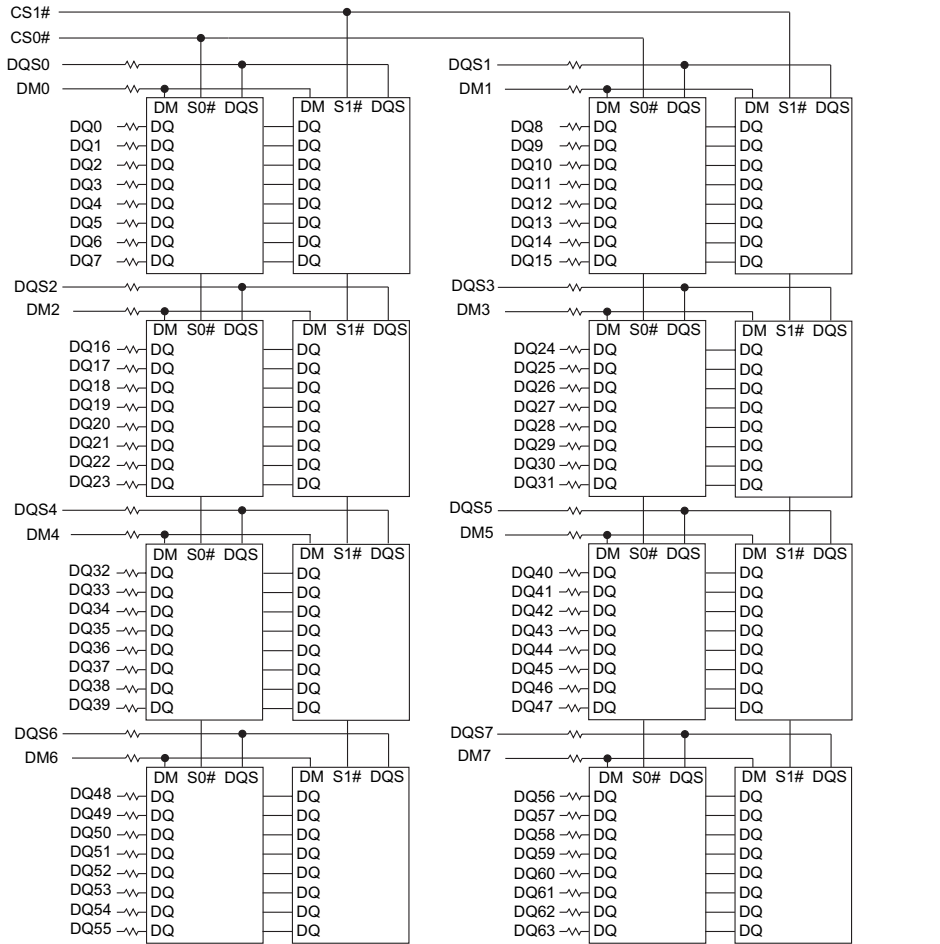 CS1#
CS0#
DQS0 DQS1
DM0 DM1
DM S0# DQS DM S1# DQS DM S0# DQS DM S1# DQS
DQ0 DQ DQ DQ8 DQ DQ
DQ1 DQ DQ DQ9 DQ DQ
DQ2 DQ DQ DQ10 DQ DQ
DQ3 DQ DQ DQ11 DQ DQ
DQ4 DQ DQ DQ12 DQ DQ
DQ5 DQ DQ DQ13 DQ DQ
DQ6 DQ DQ DQ14 DQ DQ
DQ7 DQ DQ DQ15 DQ DQ
DQS2 DQS3
DM2 DM3
DM S0# DQS DM S1# DQS DM S0# DQS DM S1# DQS
DQ16 DQ DQ DQ24 DQ DQ
DQ17 DQ DQ DQ25 DQ DQ
DQ18 DQ DQ DQ26 DQ DQ
DQ19 DQ DQ DQ27 DQ DQ
DQ20 DQ DQ DQ28 DQ DQ
DQ21 DQ DQ DQ29 DQ DQ
DQ22 DQ DQ DQ30 DQ DQ
DQ23 DQ DQ DQ31 DQ DQ
DQS4 DQS5
DM4 DM5
DM S0# DQS DM S1# DQS DM S0# DQS DM S1# DQS
DQ32 DQ DQ DQ40 DQ DQ
DQ33 DQ DQ DQ41 DQ DQ
DQ34 DQ DQ DQ42 DQ DQ
DQ35 DQ DQ DQ43 DQ DQ
DQ36 DQ DQ DQ44 DQ DQ
DQ37 DQ DQ DQ45 DQ DQ
DQ38 DQ DQ DQ46 DQ DQ
DQ39 DQ DQ DQ47 DQ DQ
DQS6 DQS7
DM6 DM7
DM S0# DQS DM S1# DQS DM S0# DQS DM S1# DQS
DQ48 DQ DQ DQ56 DQ DQ
DQ49 DQ DQ DQ57 DQ DQ
DQ50 DQ DQ DQ58 DQ DQ
DQ51 DQ DQ DQ59 DQ DQ
DQ52 DQ DQ DQ60 DQ DQ
DQ53 DQ DQ DQ61 DQ DQ
DQ54 DQ DQ DQ62 DQ DQ
DQ55 DQ DQ DQ63 DQ DQ